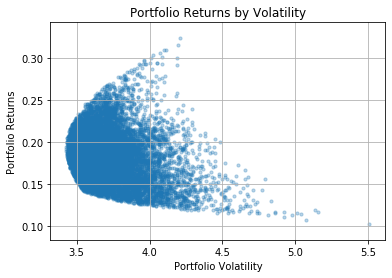 Portfolio Returns by Volatility
Portfolio Returns
0.30
0.25
0.20
0.15
0.10
3.5 4.0 4.5 5.0 5.5
Portfolio Volatility